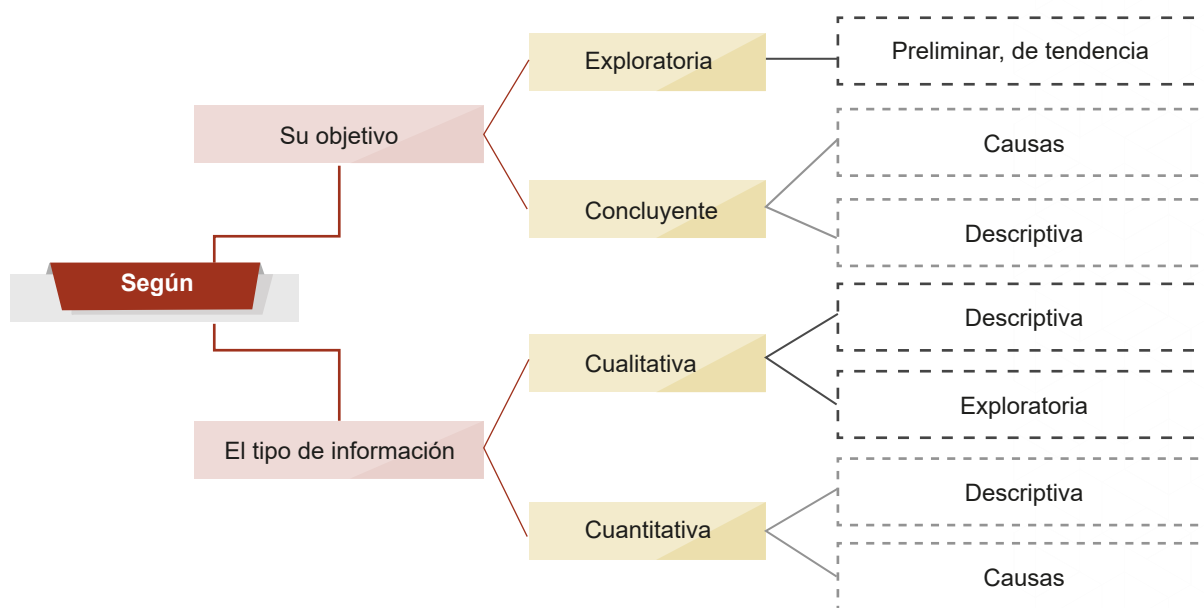 Según
Su objetivo
Exploratoria
Preliminar, de tendencia
Concluyente
Causas
Descriptiva
El tipo de información
Cualitativa
Descriptiva
Exploratoria
Cuantitativa
Descriptiva
Causas